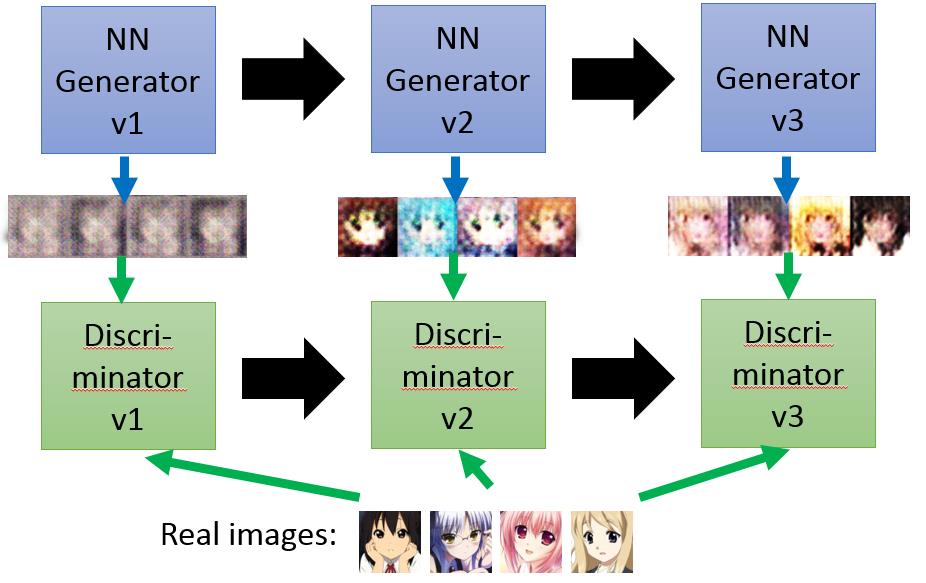 NN
Generator
v1
NN
Generator
v2
NN
Generator
v3
Discri-
minator
v1
Discri-
minator
v2
Discri-
minator
v3
Real images: